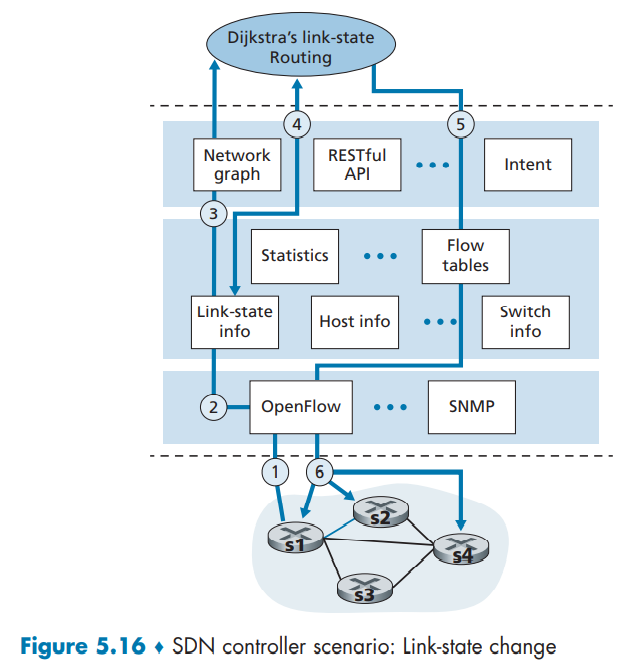 Dijkstra's link-state
Routing
4
5
Network
graph
RESTful
API
Intent
3
Statistics
Flow
tables
Link-state
info
Host info
Switch
info
2
OpenFlow
SNMP
1
6
s2
s1
s4
s3
Figure 5.16 ♦ SDN controller scenario: Link-state change